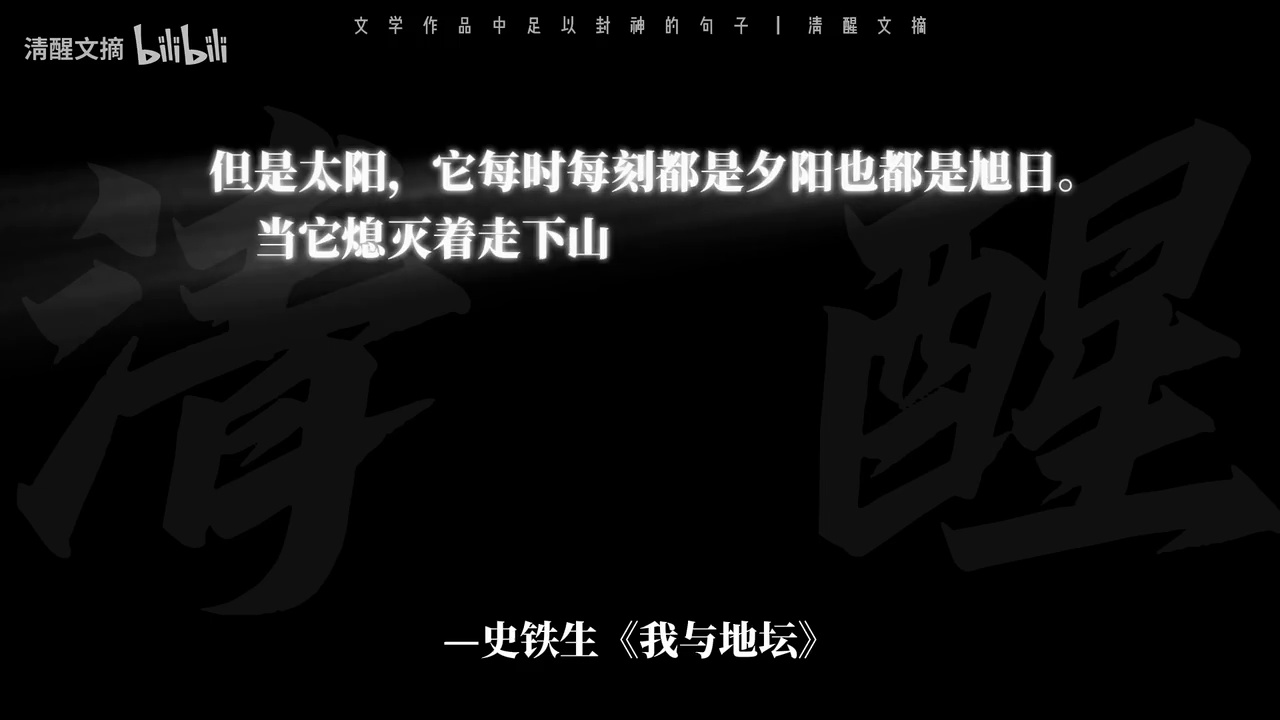 文学作品中足以封神的句子 | 清醒文摘
清醒文摘 bilibili
但是太阳，它每时每刻都是夕阳也都是旭日。
当它熄灭着走下山
清醒
—史铁生《我与地坛》